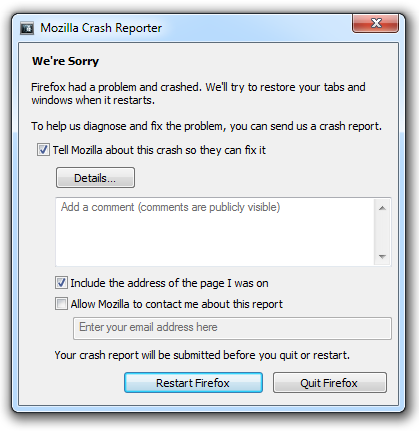 Mozilla Crash Reporter
We're Sorry
Firefox had a problem and crashed. We'll try to restore your tabs and
windows when it restarts.
To help us diagnose and fix the problem, you can send us a crash report.
Tell Mozilla about this crash so they can fix it
Details...
Add a comment (comments are publicly visible)
Include the address of the page I was on
Allow Mozilla to contact me about this report
Enter your email address here
Your crash report will be submitted before you quit or restart.
Restart Firefox Quit Firefox